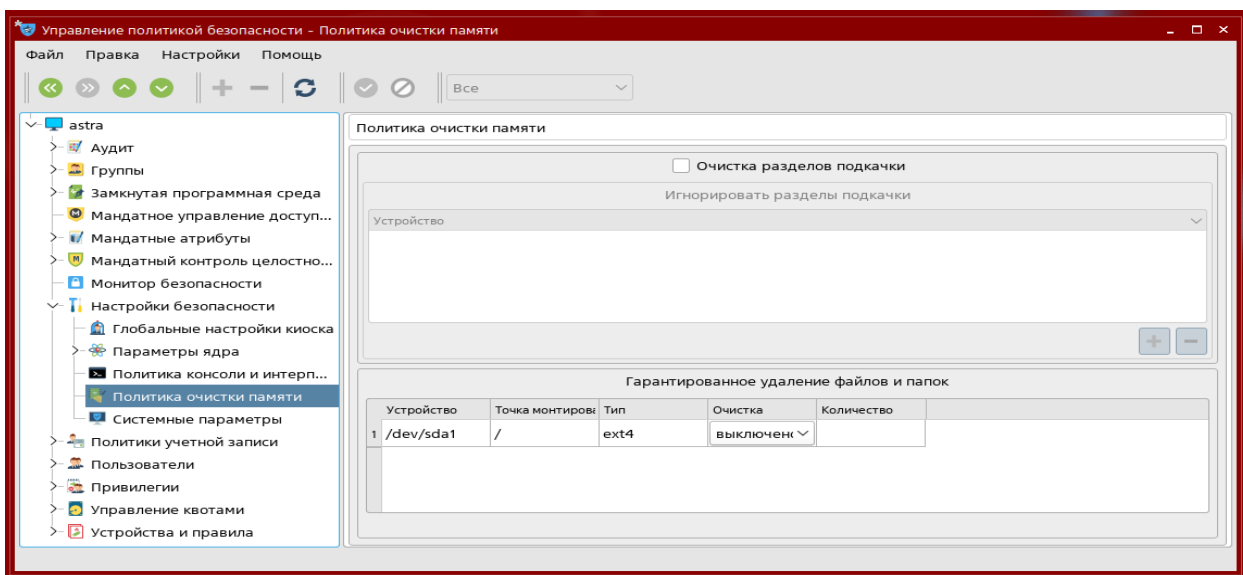 Управление политикой безопасности - Политика очистки памяти
Файл Правка Настройки Помощь
Все
astra
Аудит
Группы
Замкнутая программная среда
Мандатное управление доступ...
Мандатные атрибуты
Мандатный контроль целостно...
Монитор безопасности
Настройки безопасности
Глобальные настройки киоска
Параметры ядра
Политика консоли и интерп...
Политика очистки памяти
Системные параметры
Политики учетной записи
Пользователи
Привилегии
Управление квотами
Устройства и правила
Политика очистки памяти
Очистка разделов подкачки
Игнорировать разделы подкачки
Устройство
Гарантированное удаление файлов и папок
Устройство Точка монтирова Тип Очистка Количество
1 /dev/sda1 / ext4 выключен